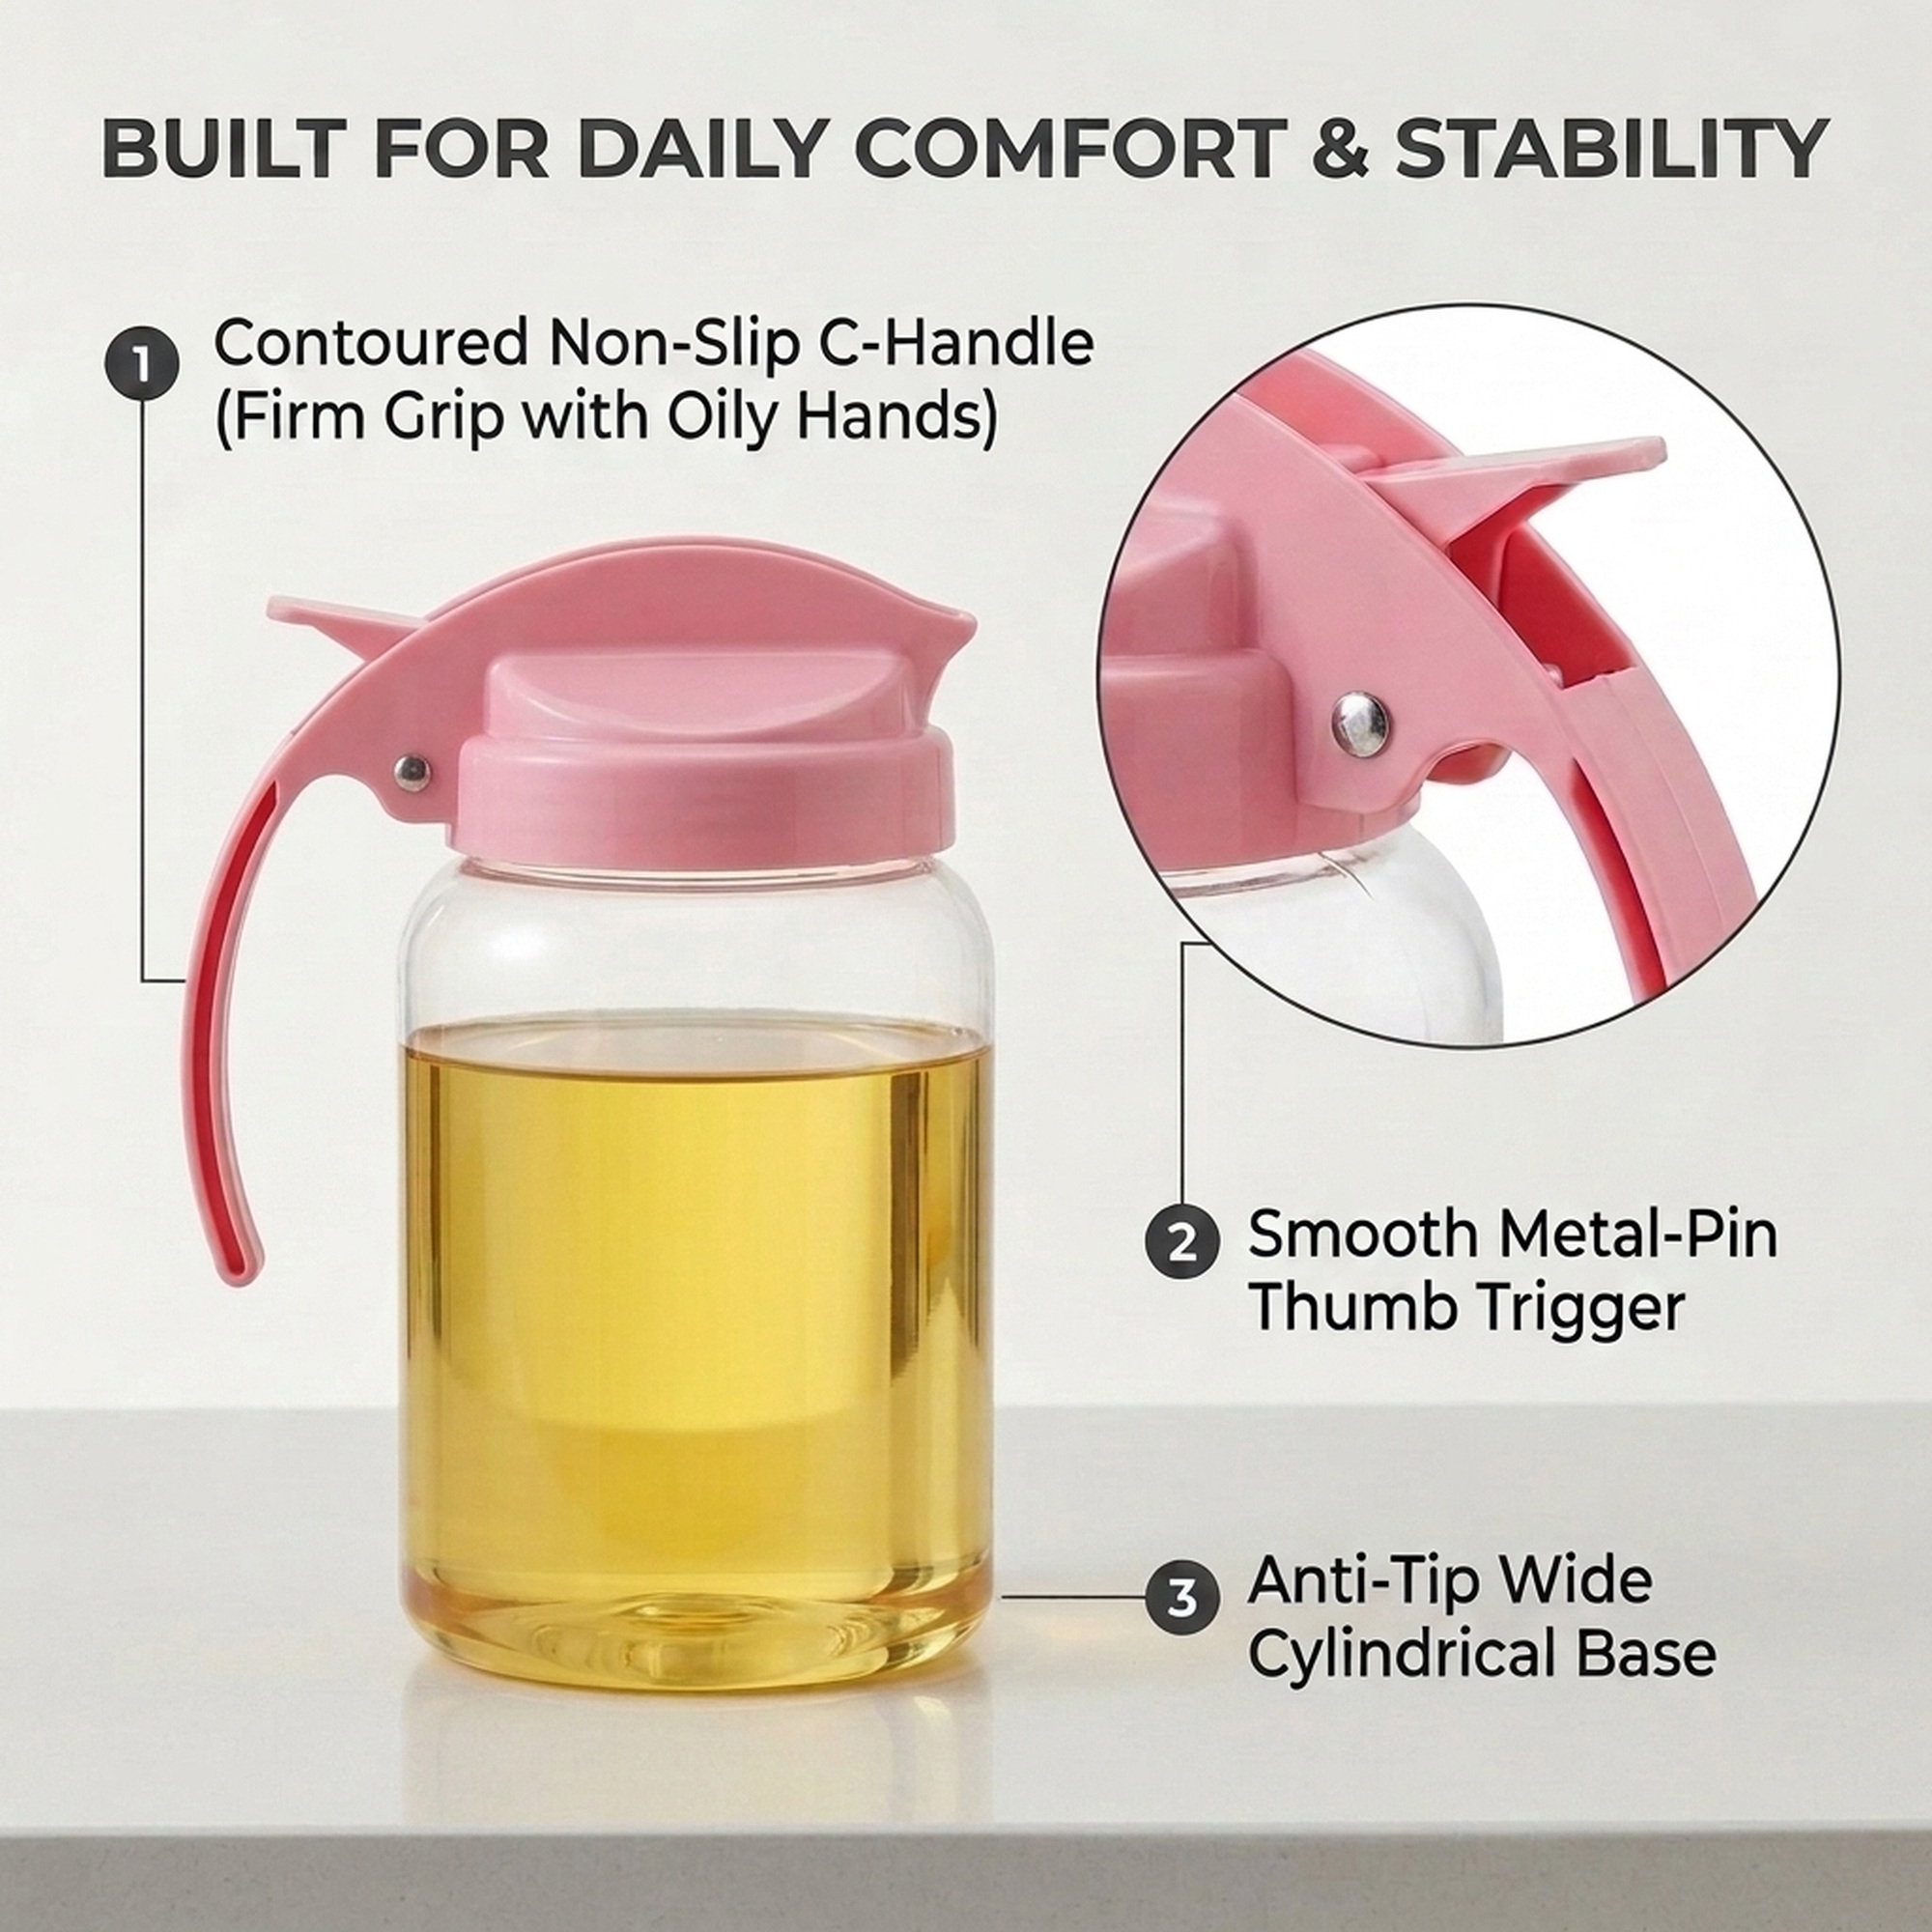 BUILT FOR DAILY COMFORT & STABILITY
1
Contoured Non-Slip C-Handle
(Firm Grip with Oily Hands)
2
Smooth Metal-Pin
Thumb Trigger
3
Anti-Tip Wide
Cylindrical Base